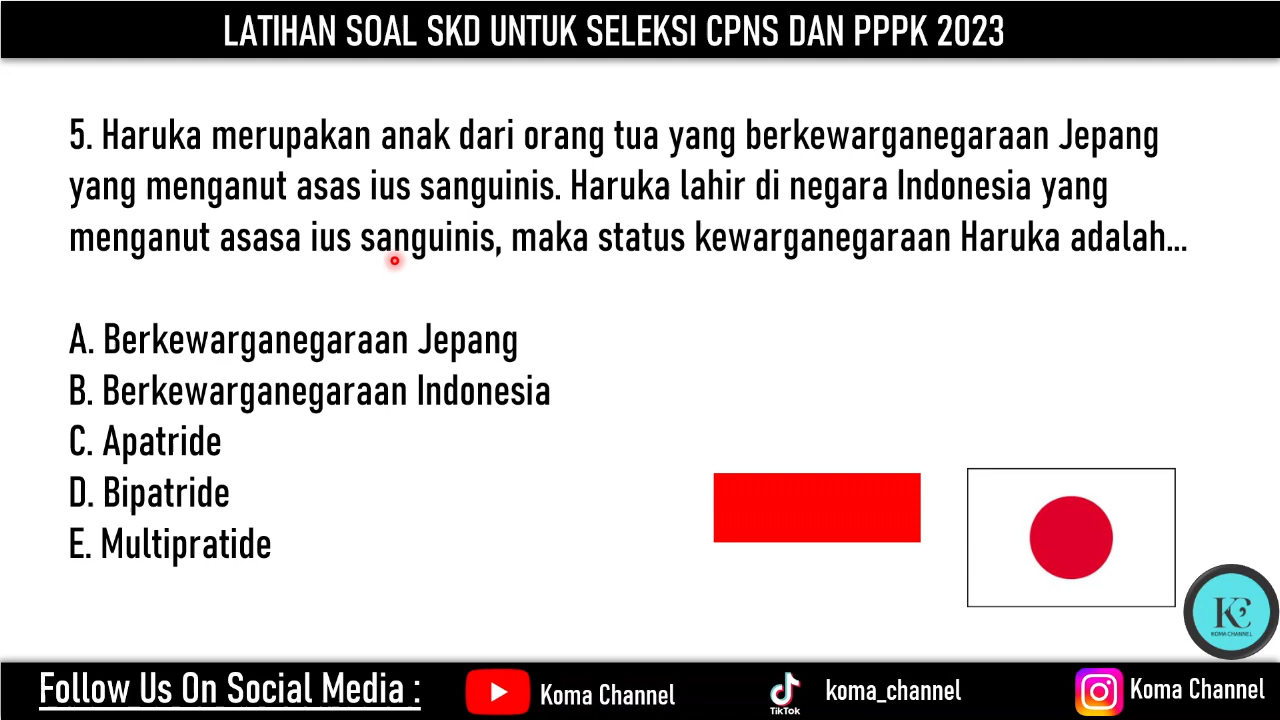 LATIHAN SOAL SKD UNTUK SELEKSI CPNS DAN PPPK 2023
5. Haruka merupakan anak dari orang tua yang berkewarganegaraan Jepang
yang menganut asas ius sanguinis. Haruka lahir di negara Indonesia yang
menganut asasa ius sanguinis, maka status kewarganegaraan Haruka adalah...
A. Berkewarganegaraan Jepang
B. Berkewarganegaraan Indonesia
C. Apatride
D. Bipatride
E. Multipratide
KC
KOMA CHANNEL
Follow Us On Social Media :
Koma Channel
TikTok
koma_channel
Koma Channel